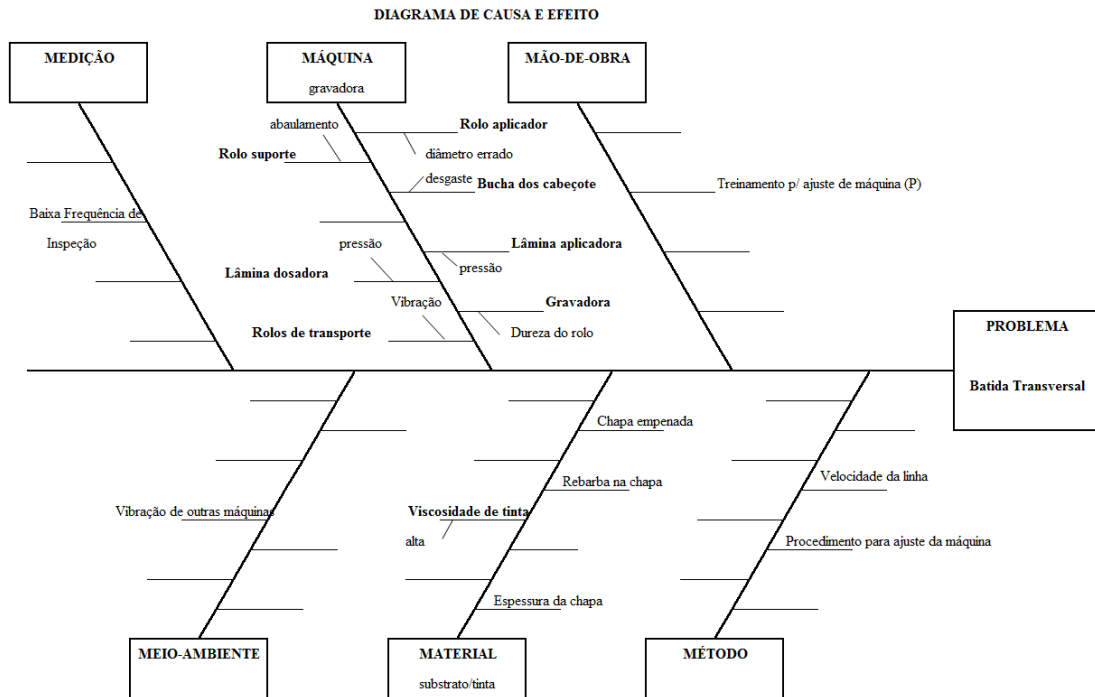 DIAGRAMA DE CAUSA E EFEITO
MEDIÇÃO
MÁQUINA
gravadora
MÃO-DE-OBRA
abaulamento
Rolo aplicador
Rolo suporte
diâmetro errado
desgaste
Bucha dos cabeçote
Treinamento p/ ajuste de máquina (P)
Baixa Frequência de
Inspeção
pressão
Lâmina aplicadora
pressão
Lâmina dosadora
Vibração
Gravadora
Rolos de transporte
Dureza do rolo
PROBLEMA
Batida Transversal
Chapa empenada
Rebarba na chapa
Velocidade da linha
Vibração de outras máquinas
Viscosidade de tinta
alta
Procedimento para ajuste da máquina
Espessura da chapa
MEIO-AMBIENTE
MATERIAL
substrato/tinta
MÉTODO